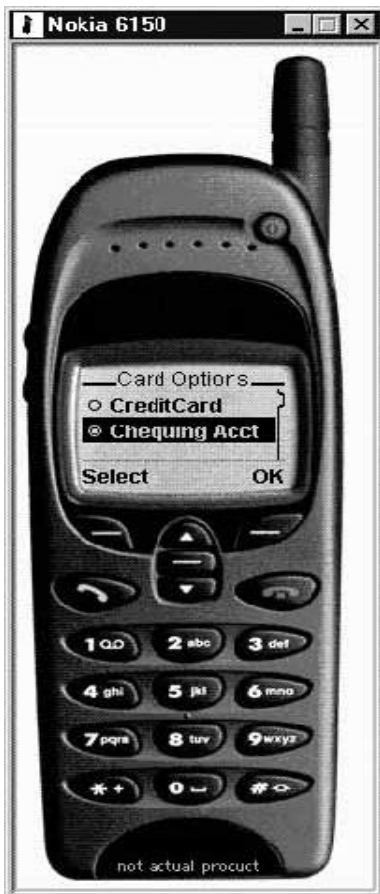 Nokia 6150
Card Optiors
CreditCard
Chequing Acct
Select OK
1 2 abc 3 def
4 ghi 5 jkl 6 mno
7 pqrs 8 tuv 9 wxyz
* + 0 #
not actual procuct